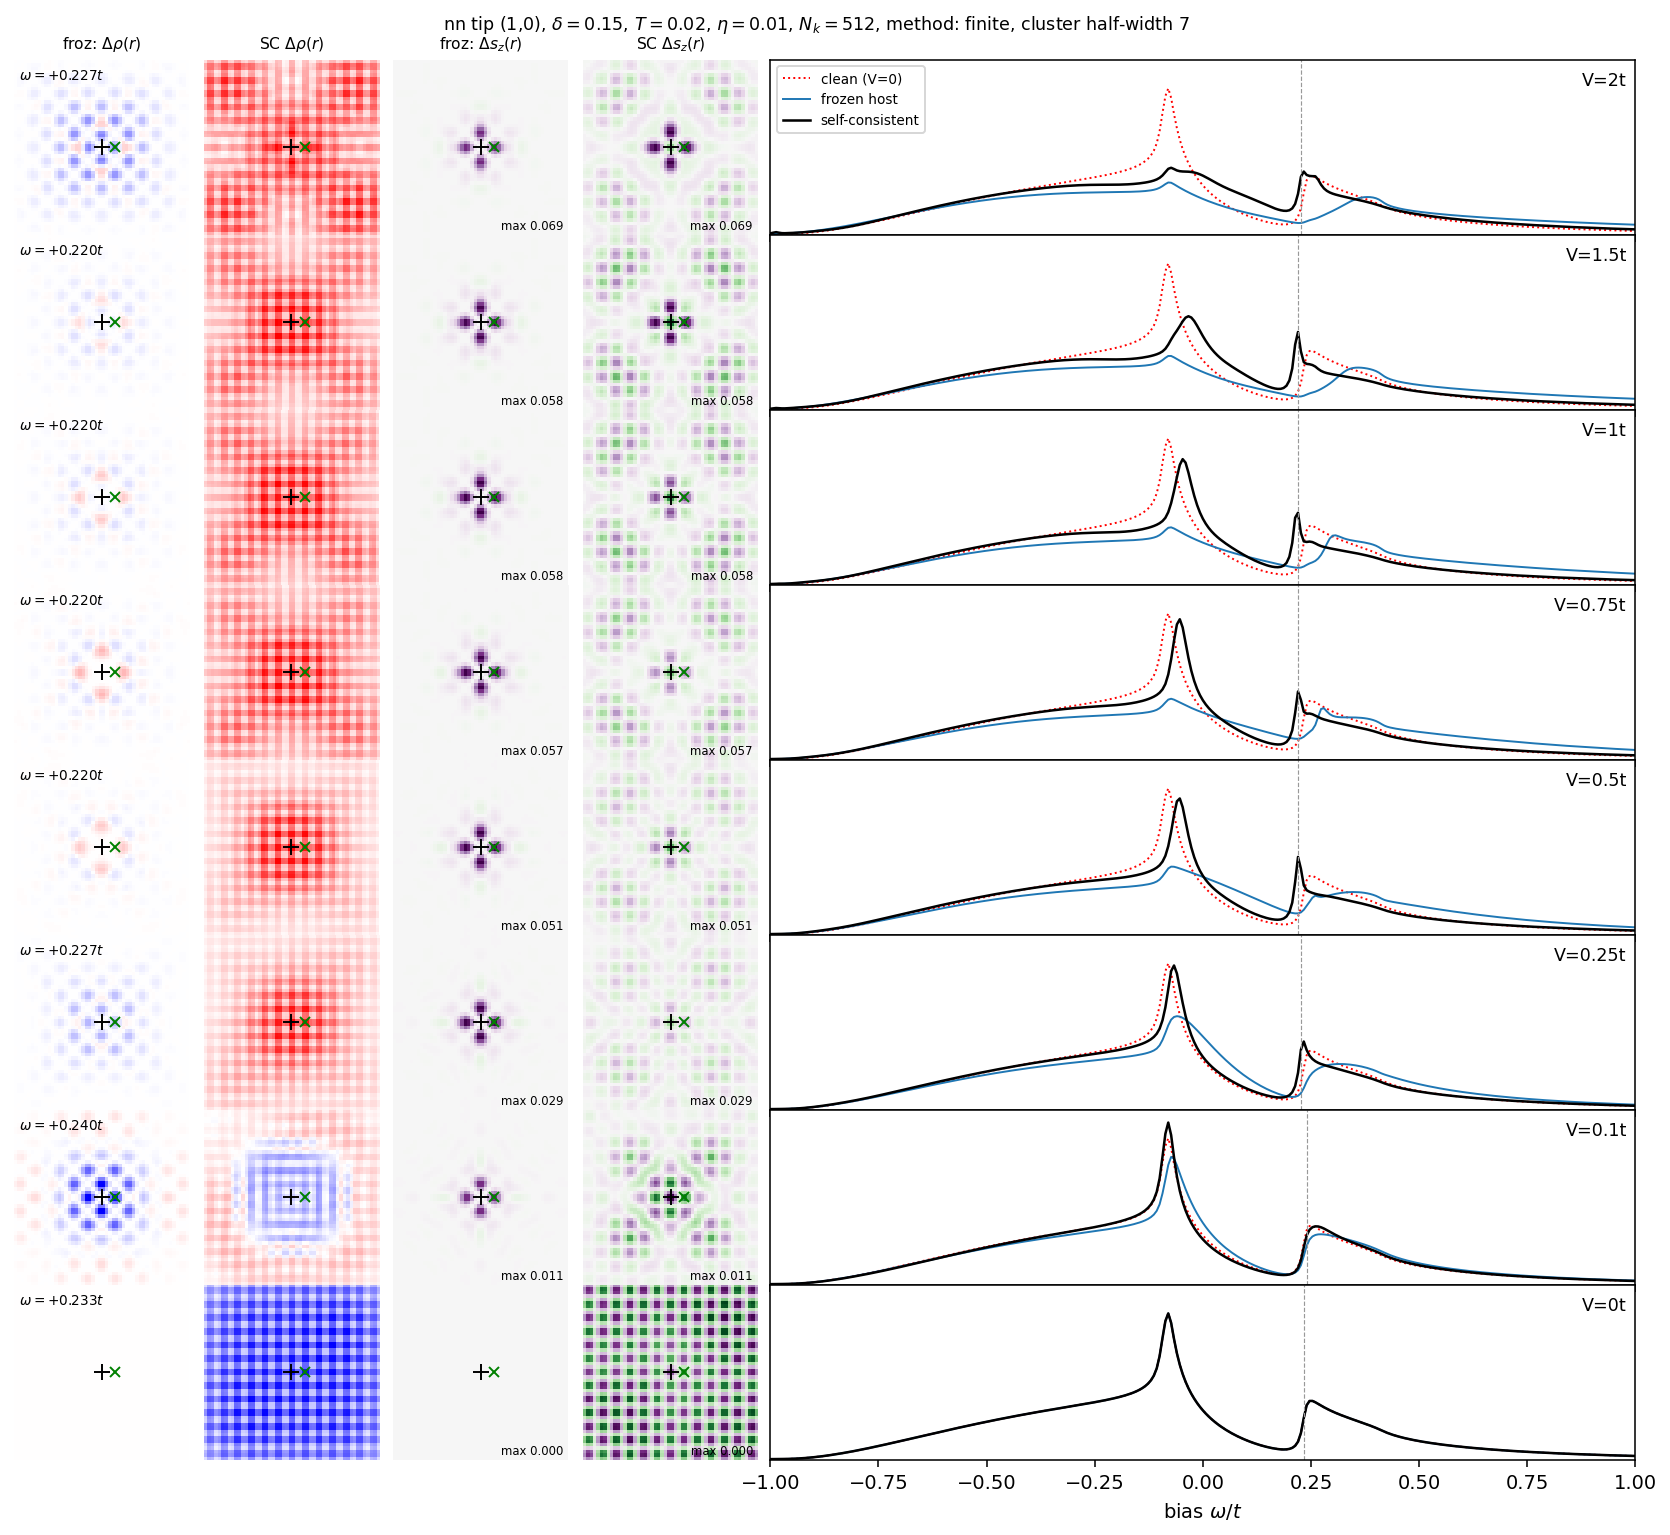 nn tip (1,0), δ = 0.15, T = 0.02, η = 0.01, N_k = 512, method: finite, cluster half-width 7
froz: Δρ(r)
SC Δρ(r)
froz: Δs_z(r)
SC Δs_z(r)
ω = +0.227t
max 0.069
max 0.069
clean (V=0)
frozen host
self-consistent
V=2t
ω = +0.220t
max 0.058
max 0.058
V=1.5t
ω = +0.220t
max 0.058
max 0.058
V=1t
ω = +0.220t
max 0.057
max 0.057
V=0.75t
ω = +0.220t
max 0.051
max 0.051
V=0.5t
ω = +0.227t
max 0.029
max 0.029
V=0.25t
ω = +0.240t
max 0.011
max 0.011
V=0.1t
ω = +0.233t
max 0.000
max 0.000
V=0t
−1.00 −0.75 −0.50 −0.25 0.00 0.25 0.50 0.75 1.00
bias ω/t